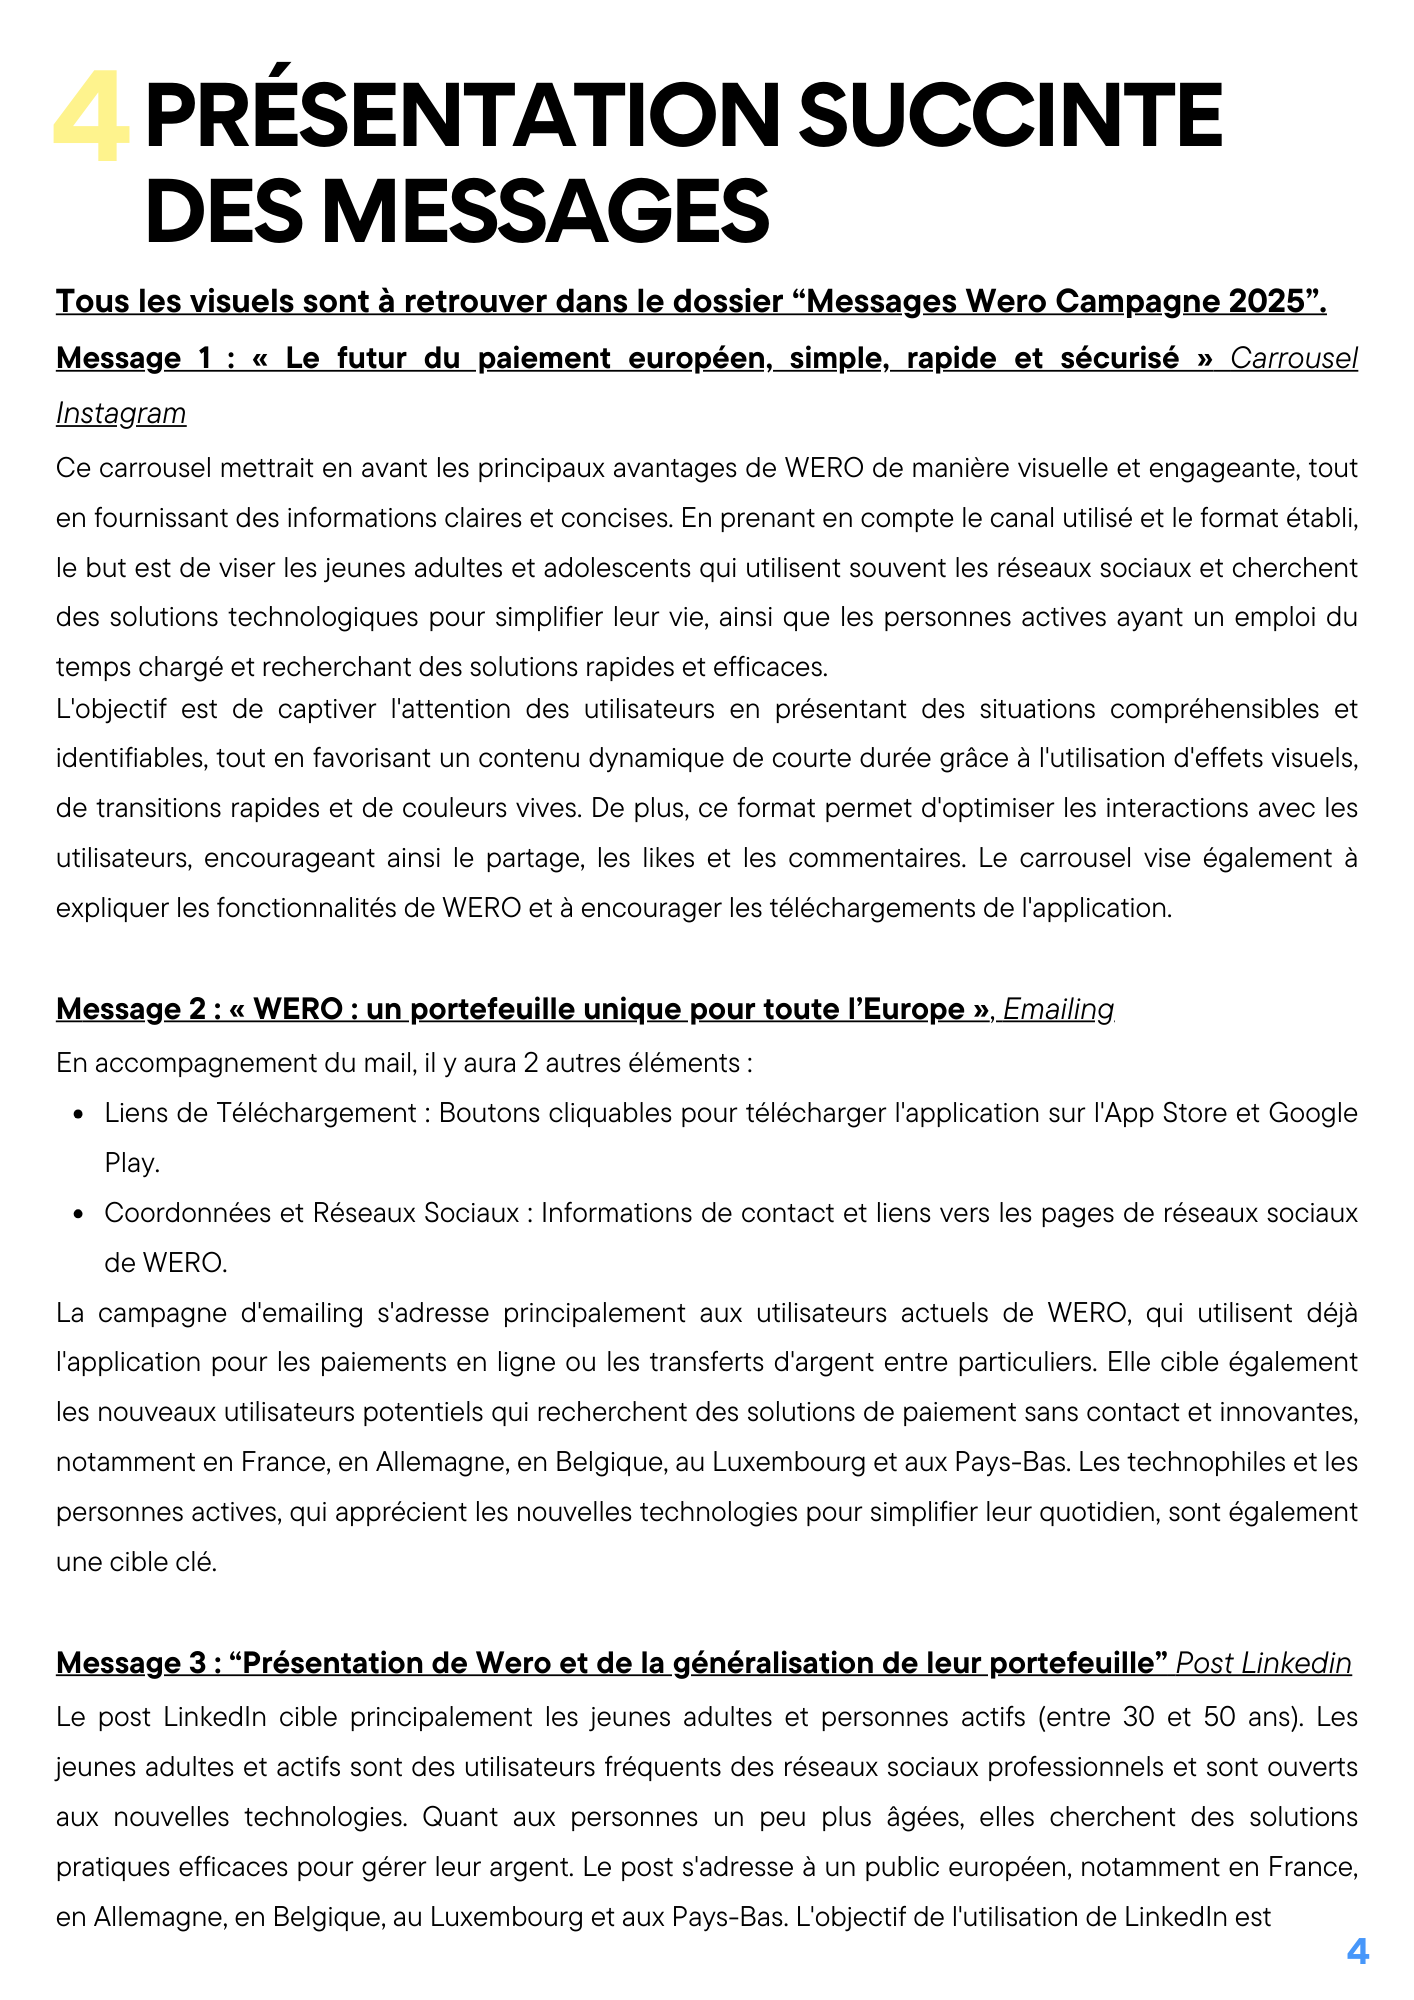 4 PRÉSENTATION SUCCINTE
DES MESSAGES
Tous les visuels sont à retrouver dans le dossier “Messages Wero Campagne 2025”.
Message 1 : « Le futur du paiement européen, simple, rapide et sécurisé » Carrousel
Instagram
Ce carrousel mettrait en avant les principaux avantages de WERO de manière visuelle et engageante, tout
en fournissant des informations claires et concises. En prenant en compte le canal utilisé et le format établi,
le but est de viser les jeunes adultes et adolescents qui utilisent souvent les réseaux sociaux et cherchent
des solutions technologiques pour simplifier leur vie, ainsi que les personnes actives ayant un emploi du
temps chargé et recherchant des solutions rapides et efficaces.
L'objectif est de captiver l'attention des utilisateurs en présentant des situations compréhensibles et
identifiables, tout en favorisant un contenu dynamique de courte durée grâce à l'utilisation d'effets visuels,
de transitions rapides et de couleurs vives. De plus, ce format permet d'optimiser les interactions avec les
utilisateurs, encourageant ainsi le partage, les likes et les commentaires. Le carrousel vise également à
expliquer les fonctionnalités de WERO et à encourager les téléchargements de l'application.
Message 2 : « WERO : un portefeuille unique pour toute l’Europe », Emailing
En accompagnement du mail, il y aura 2 autres éléments :
• Liens de Téléchargement : Boutons cliquables pour télécharger l'application sur l'App Store et Google
Play.
• Coordonnées et Réseaux Sociaux : Informations de contact et liens vers les pages de réseaux sociaux
de WERO.
La campagne d'emailing s'adresse principalement aux utilisateurs actuels de WERO, qui utilisent déjà
l'application pour les paiements en ligne ou les transferts d'argent entre particuliers. Elle cible également
les nouveaux utilisateurs potentiels qui recherchent des solutions de paiement sans contact et innovantes,
notamment en France, en Allemagne, en Belgique, au Luxembourg et aux Pays-Bas. Les technophiles et les
personnes actives, qui apprécient les nouvelles technologies pour simplifier leur quotidien, sont également
une cible clé.
Message 3 : “Présentation de Wero et de la généralisation de leur portefeuille” Post Linkedin
Le post LinkedIn cible principalement les jeunes adultes et personnes actifs (entre 30 et 50 ans). Les
jeunes adultes et actifs sont des utilisateurs fréquents des réseaux sociaux professionnels et sont ouverts
aux nouvelles technologies. Quant aux personnes un peu plus âgées, elles cherchent des solutions
pratiques efficaces pour gérer leur argent. Le post s'adresse à un public européen, notamment en France,
en Allemagne, en Belgique, au Luxembourg et aux Pays-Bas. L'objectif de l'utilisation de LinkedIn est
4